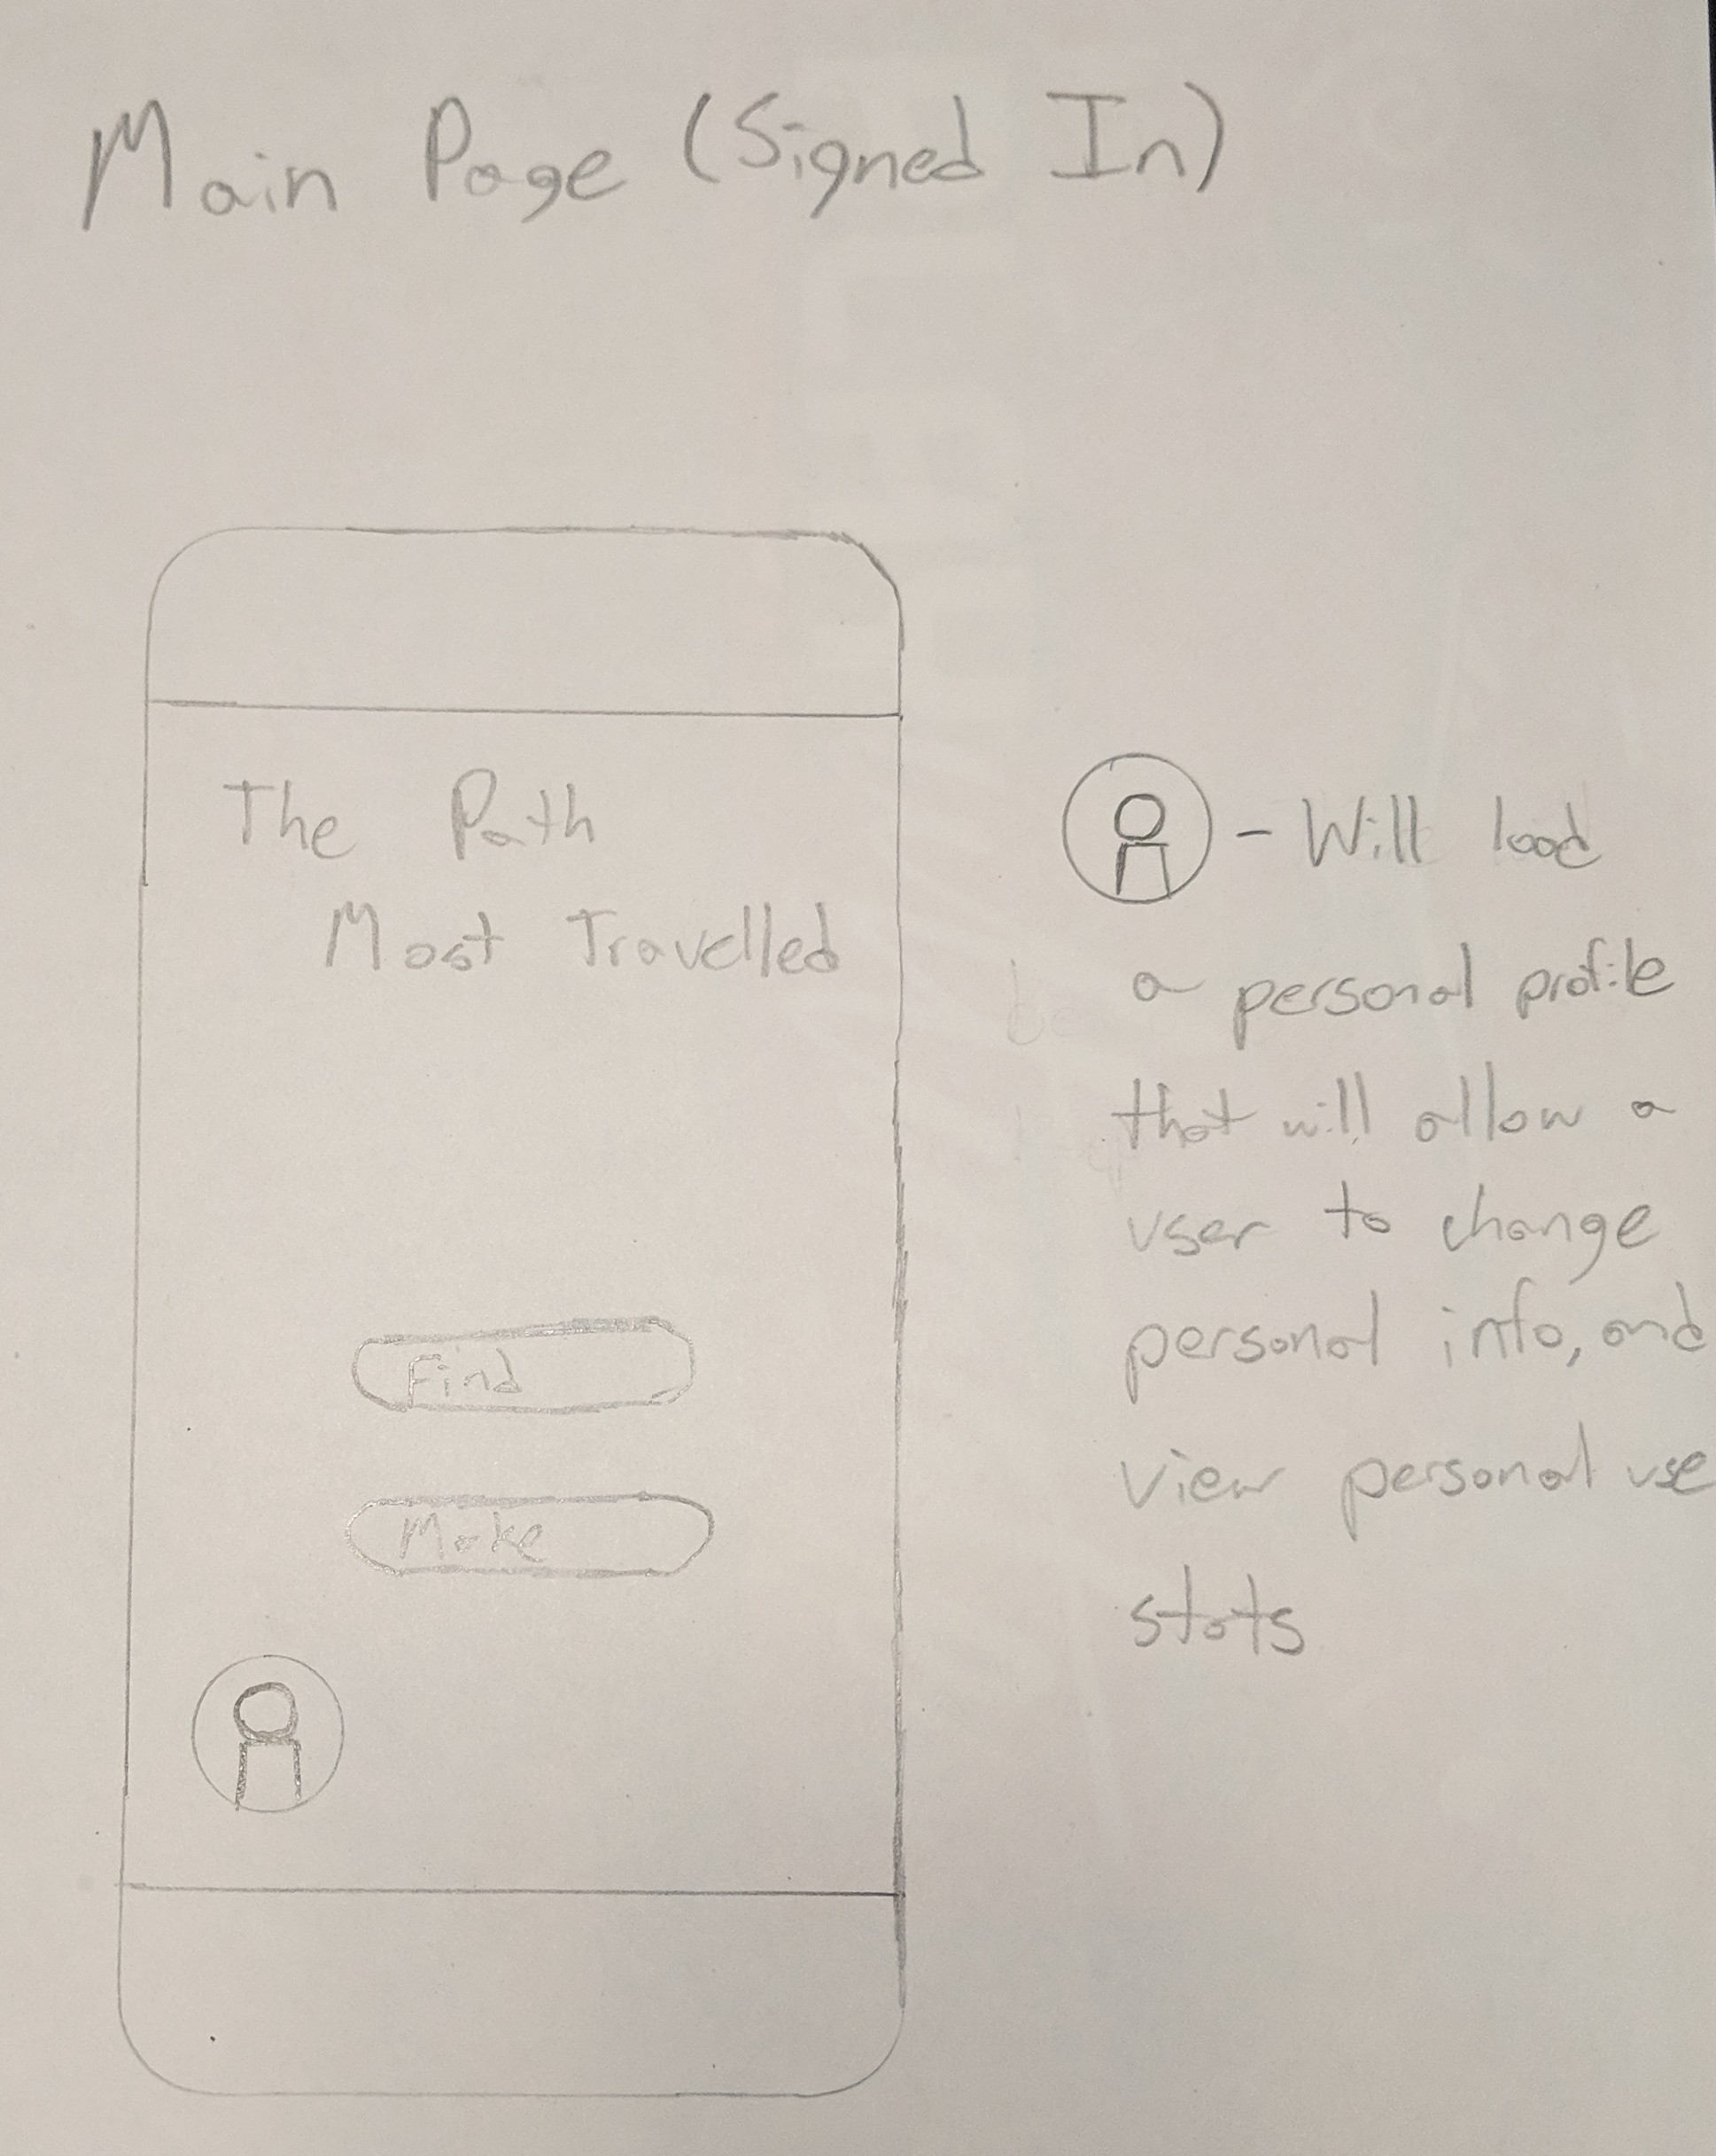 Main Page (Signed In)
The Path
Most Travelled
Find
Make
- Will load
a personal profile
that will allow a
user to change
personal info, and
view personal use
stats